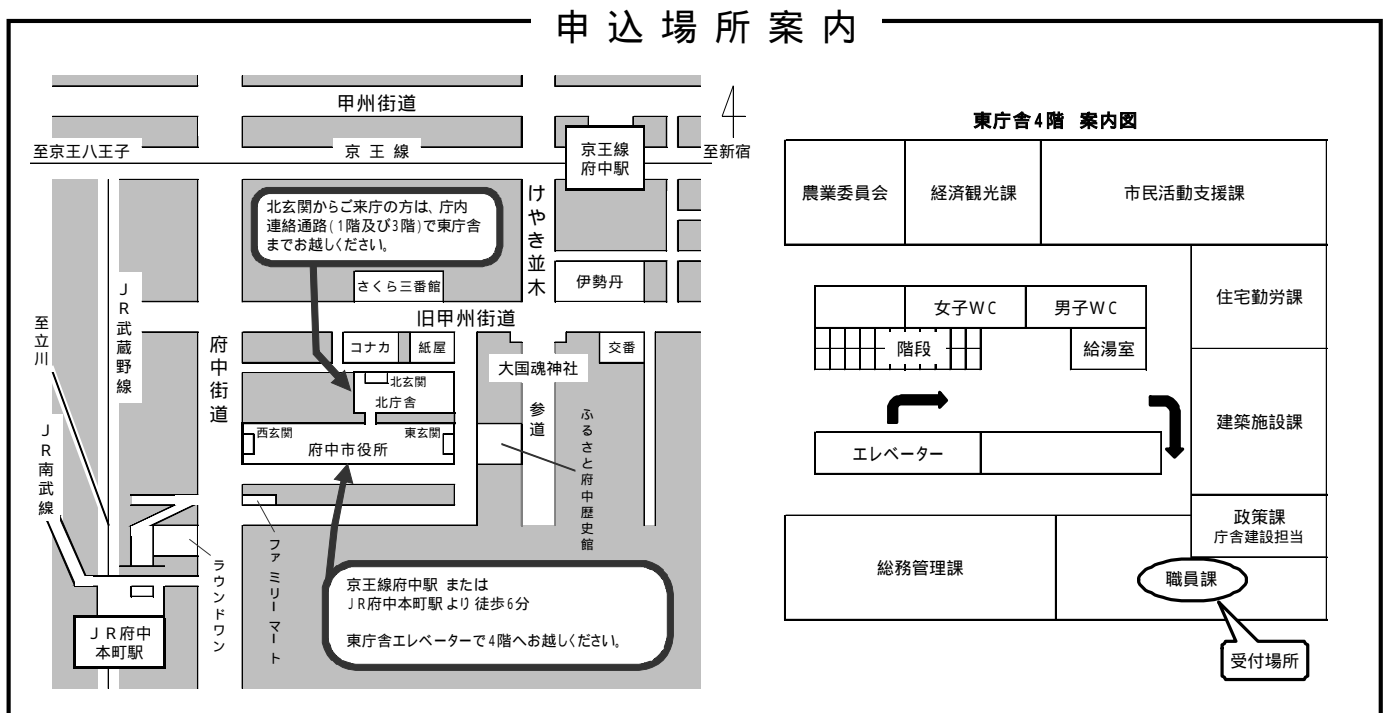 申込場所案内
甲州街道
至京王八王子
京王線
京王線
府中駅
至新宿
北玄関からご来庁の方は、庁内
連絡通路(1階及び3階)で東庁舎
までお越しください。
けやき並木
さくら三番館
伊勢丹
旧甲州街道
JR武蔵野線
至立川
府中街道
コナカ
紙屋
交番
大国魂神社
北玄関
北庁舎
参道
西玄関
東玄関
府中市役所
ふるさと府中歴史館
JR南武線
ラウンドワン
ファミリーマート
京王線府中駅 または
JR府中本町駅より徒歩6分
東庁舎エレベーターで4階へお越しください。
JR府中
本町駅
東庁舎4階 案内図
農業委員会
経済観光課
市民活動支援課
住宅勤労課
女子WC
男子WC
階段
給湯室
建築施設課
エレベーター
政策課
庁舎建設担当
総務管理課
職員課
受付場所